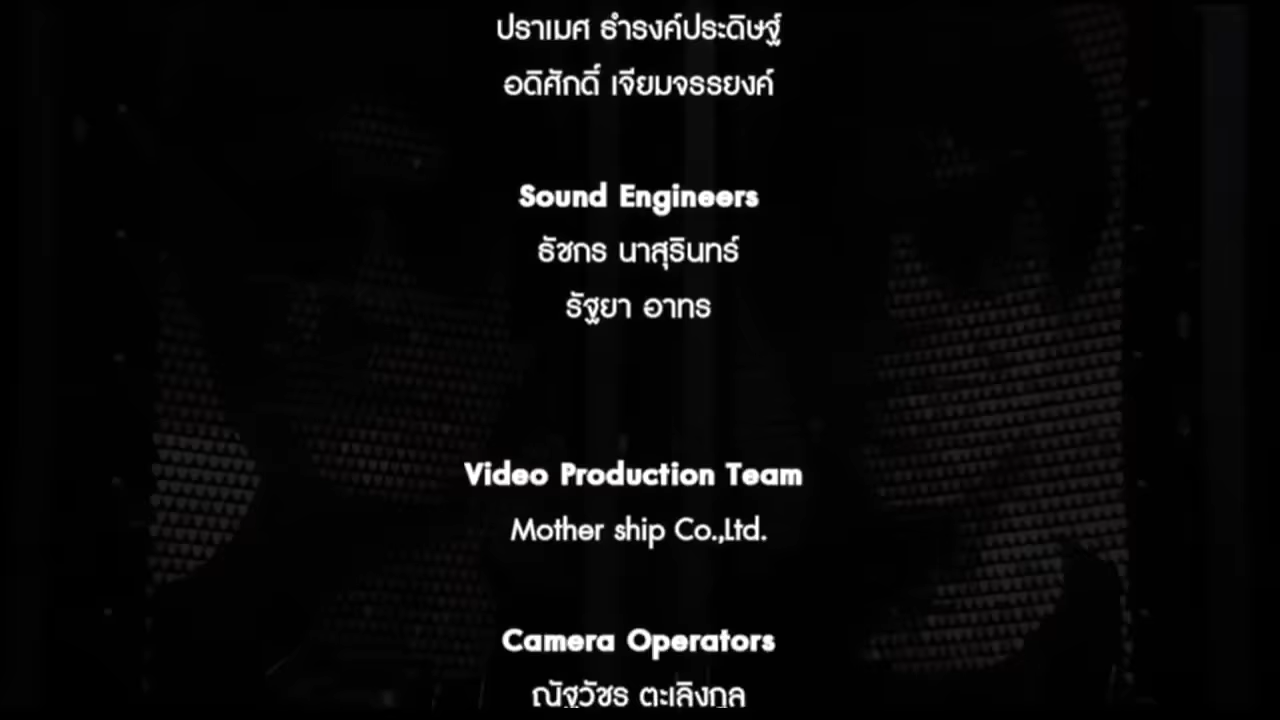 ปราเมศ ธำรงค์ประดิษฐ์
อดิศักดิ์ เจียมจรรยงค์
Sound Engineers
ธัชกร นาสุรินทร์
รัฐยา อาทร
Video Production Team
Mother ship Co.,Ltd.
Camera Operators
ณัฐวัชร ตะเลิงกูล